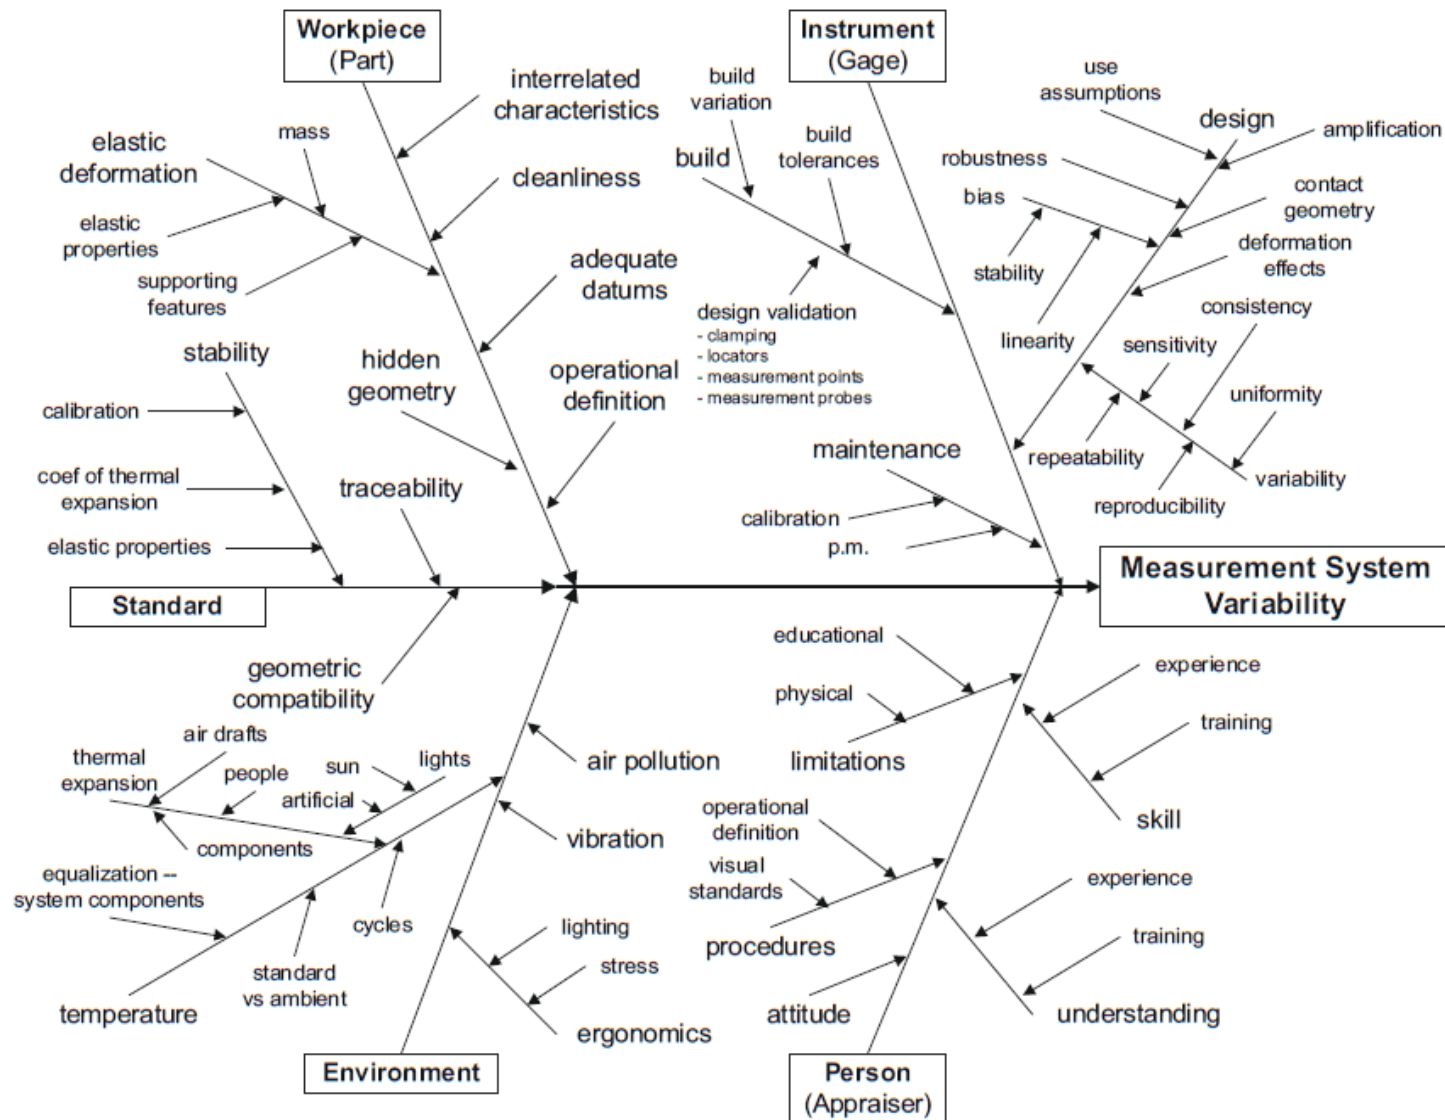 Workpiece
(Part)
interrelated
characteristics
cleanliness
adequate
datums
operational
definition
elastic
deformation
mass
elastic
properties
supporting
features
hidden
geometry
stability
calibration
coef of thermal
expansion
elastic properties
traceability
Standard
geometric
compatibility
Instrument
(Gage)
build
variation
build
build
tolerances
design validation
- clamping
- locators
- measurement points
- measurement probes
use
assumptions
design
amplification
robustness
bias
contact
geometry
stability
deformation
effects
linearity
consistency
sensitivity
uniformity
repeatability
variability
reproducibility
maintenance
calibration
p.m.
Measurement System
Variability
air drafts
thermal
expansion
people
sun
lights
artificial
components
air pollution
vibration
equalization --
system components
cycles
standard
vs ambient
temperature
lighting
stress
ergonomics
Environment
educational
physical
limitations
experience
training
skill
operational
definition
visual
standards
procedures
attitude
experience
training
understanding
Person
(Appraiser)